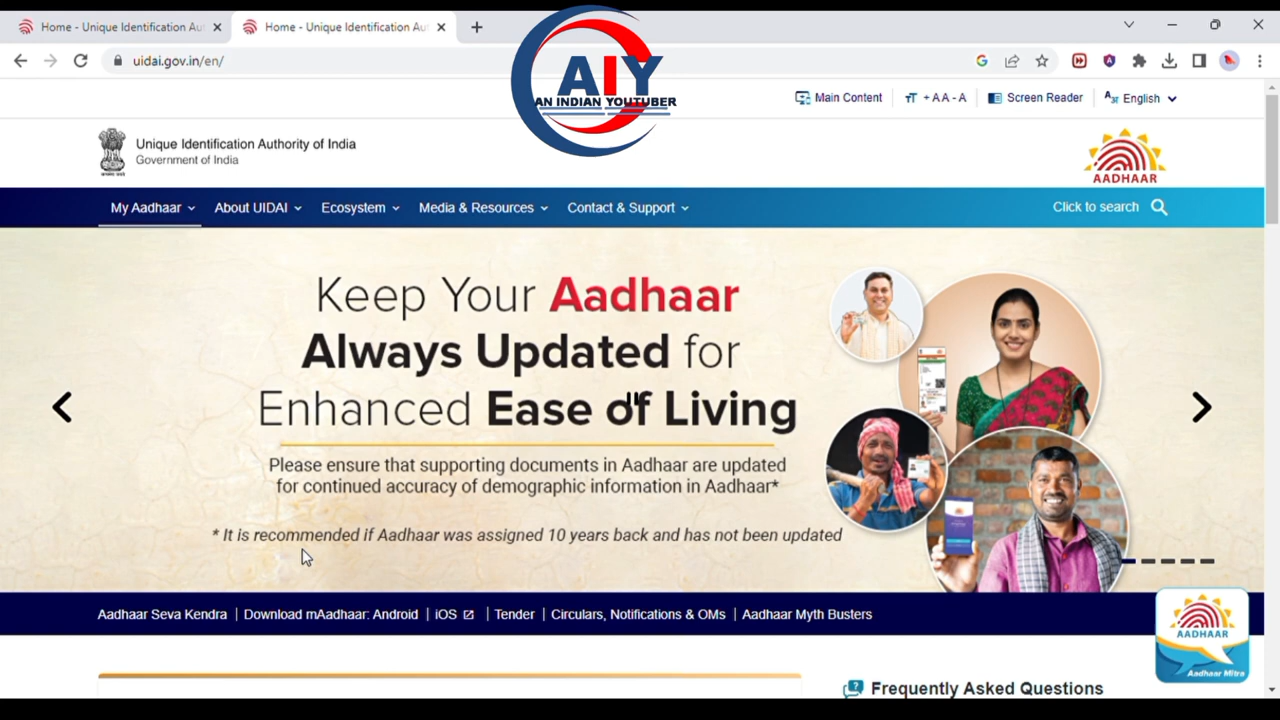 Home - Unique Identification Aut
Home - Unique Identification Aut
uidai.gov.in/en/
AIY
AN INDIAN YOUTUBER
Main Content
+ A A - A
Screen Reader
English
Unique Identification Authority of India
Government of India
AADHAAR
My Aadhaar
About UIDAI
Ecosystem
Media & Resources
Contact & Support
Click to search
Keep Your Aadhaar
Always Updated for
Enhanced Ease of Living
Please ensure that supporting documents in Aadhaar are updated
for continued accuracy of demographic information in Aadhaar*
* It is recommended if Aadhaar was assigned 10 years back and has not been updated
Aadhaar Seva Kendra | Download mAadhaar: Android | iOS | Tender | Circulars, Notifications & OMs | Aadhaar Myth Busters
AADHAAR
Aadhaar Mitra
Frequently Asked Questions